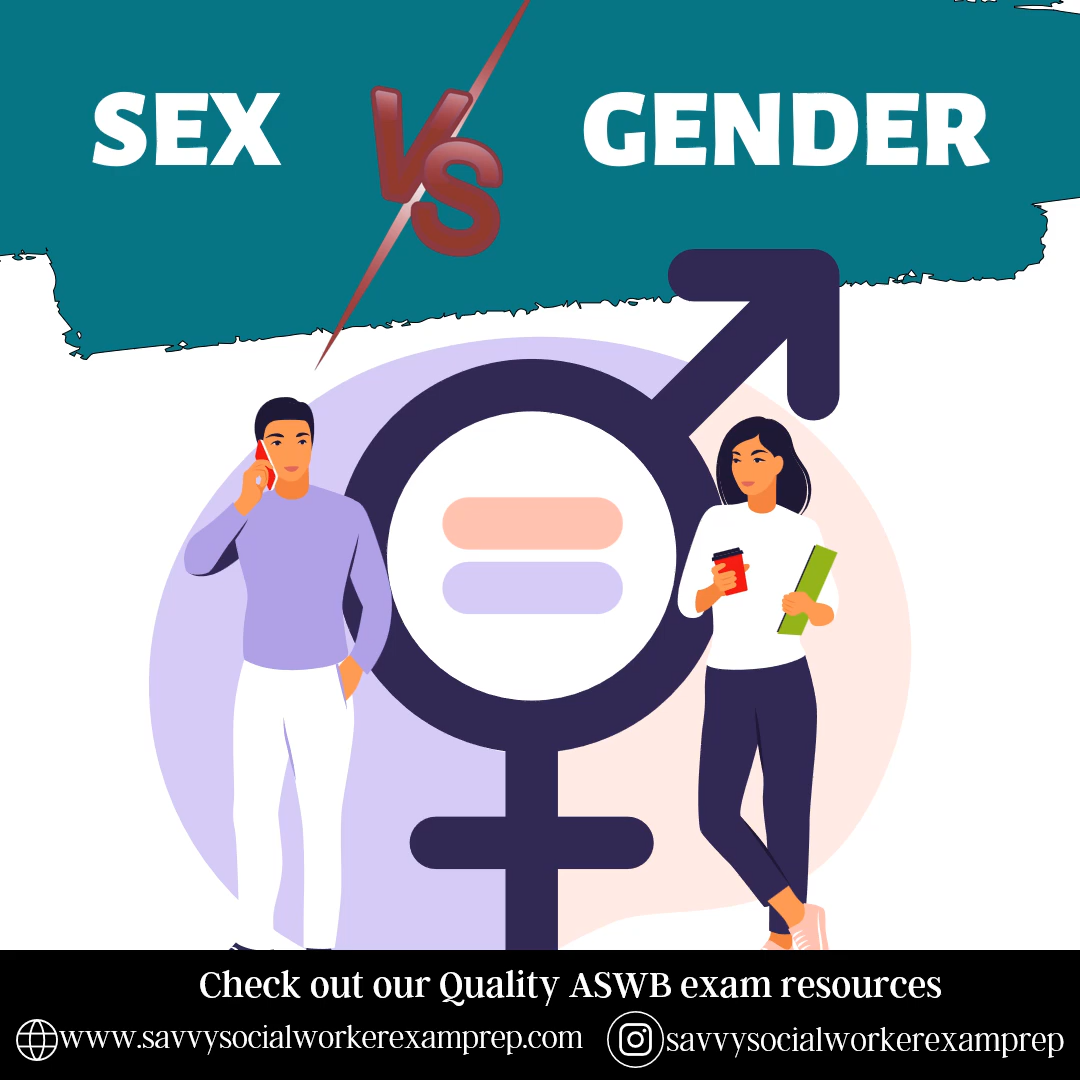 SEX VS GENDER
Check out our Quality ASWB exam resources
www.savvysocialworkerexamprep.com savvysocialworkerexamprep